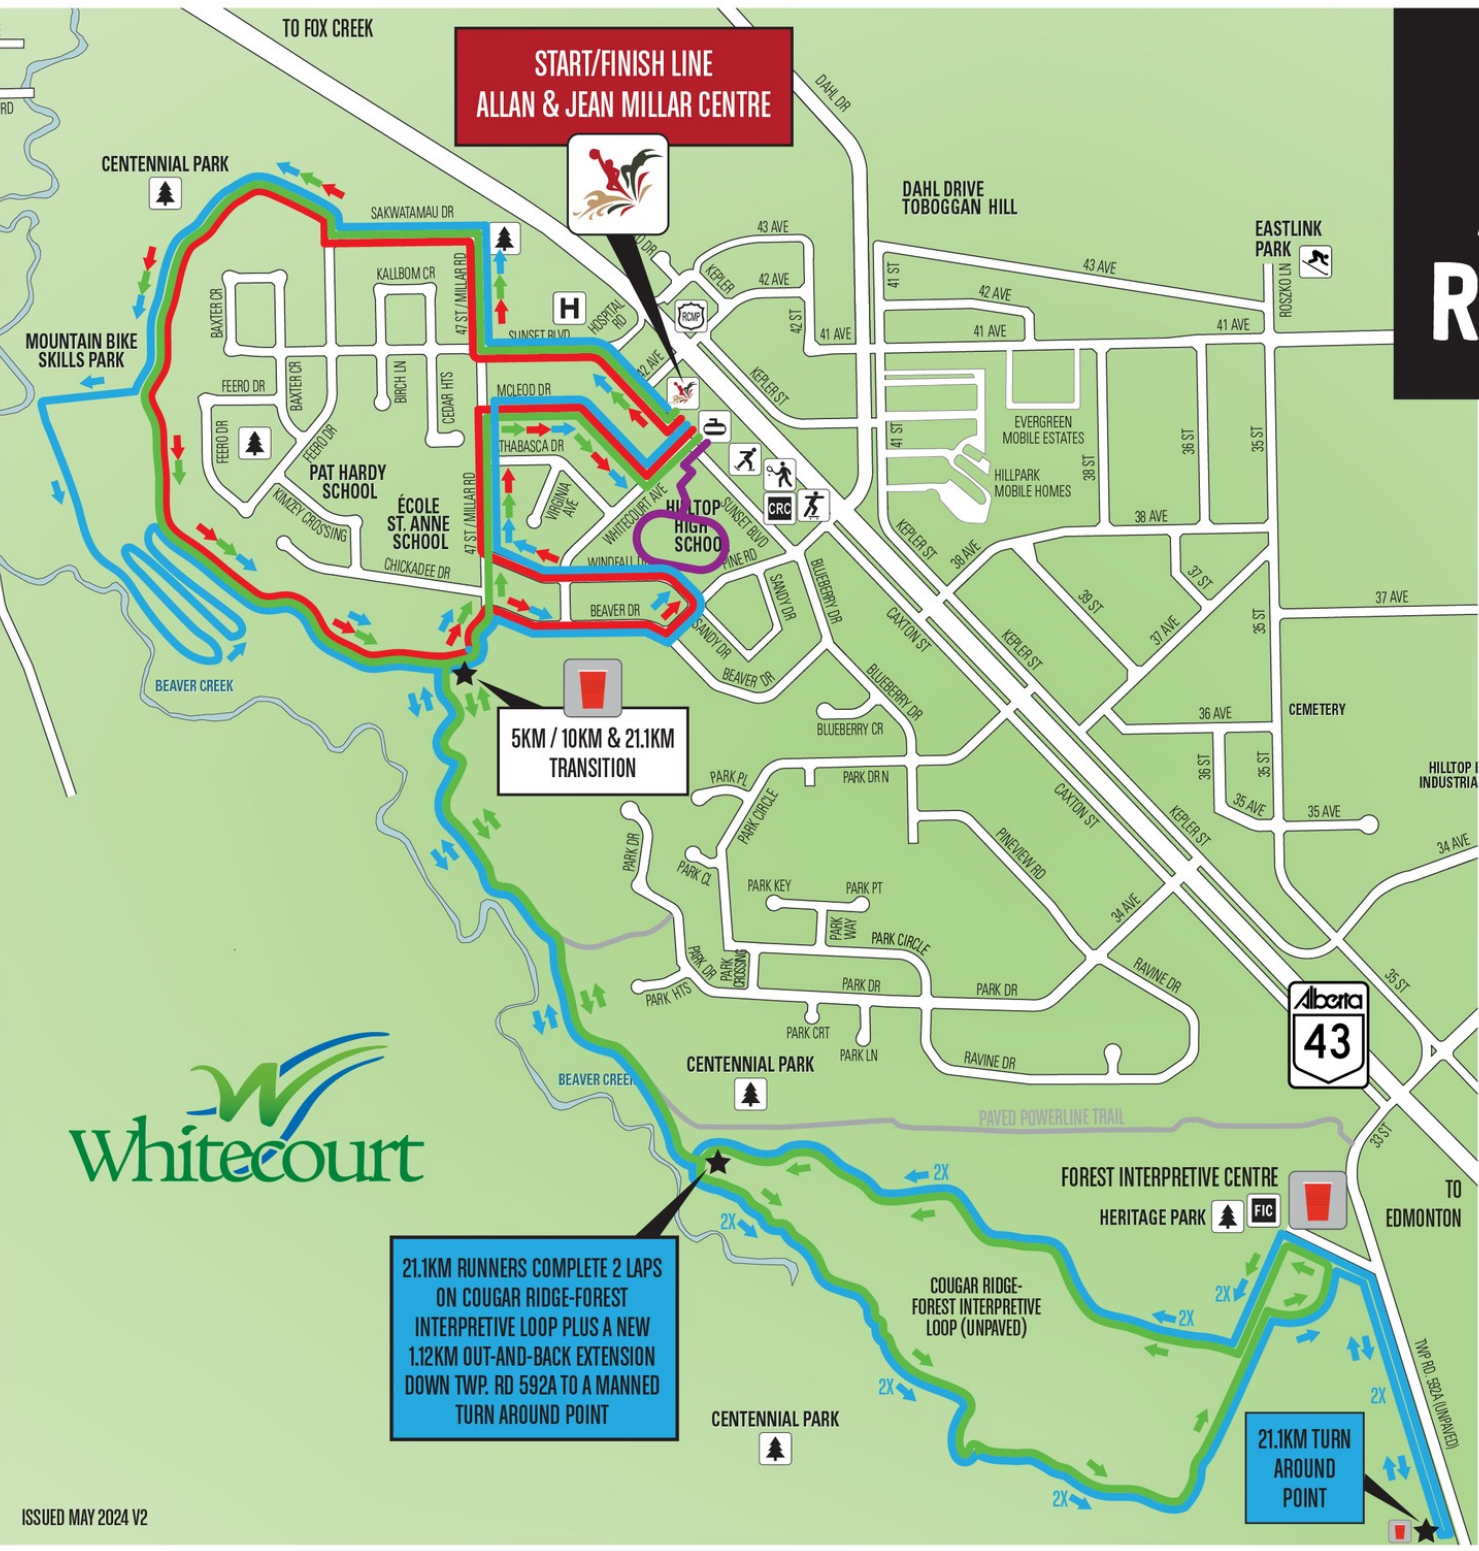 TO FOX CREEK
START/FINISH LINE
ALLAN & JEAN MILLAR CENTRE
DAHL DR
CENTENNIAL PARK
SAKWATAMAU DR
DAHL DRIVE
TOBOGGAN HILL
43 AVE
EASTLINK
PARK
ROSZKO LN
43 AVE
KEPLER
42 AVE
41 ST
42 AVE
42 ST
41 AVE
41 AVE
41 AVE
KALLBOM CR
47 ST / MILLAR RD
BAXTER CR
H
HOSPITAL
RD
RCMP
SUNSET BLVD
42 AVE
R
RD
MOUNTAIN BIKE
SKILLS PARK
FEERO DR
BAXTER CR
BIRCH LN
CEDAR HTS
MCLEOD DR
KEPLER ST
FEERO DR
FEERO DR
THABASCA DR
41 ST
EVERGREEN
MOBILE ESTATES
38 ST
36 ST
35 ST
HILLPARK
MOBILE HOMES
PAT HARDY
SCHOOL
KIMZEY CROSSING
ÉCOLE
ST. ANNE
SCHOOL
47 ST / MILLAR RD
VIRGINIA
AVE
WHITECOURT AVE
HILLTOP
HIGH
SCHOO
SUNSET BLVD
CRC
38 AVE
KEPLER ST
38 AVE
CHICKADEE DR
WINDFALL DR
PINE RD
SANDY DR
BLUEBERRY DR
37 ST
39 ST
37 AVE
37 AVE
35 ST
BEAVER DR
SANDY DR
CAXTON ST
KEPLER ST
BEAVER DR
BLUEBERRY DR
BEAVER CREEK
BLUEBERRY CR
36 AVE
CEMETERY
5KM / 10KM & 21.1KM
TRANSITION
36 ST
35 ST
HILLTOP I
INDUSTRIA
PARK PL
PARK DR N
CAXTON ST
KEPLER ST
35 AVE
35 AVE
34 AVE
PARK DR
PARK CIRCLE
PARK CL
PARK KEY
PARK PT
PARK
WAY
PARK CIRCLE
PINEVIEW RD
34 AVE
PARK DR
PARK
CROSSING
PARK HTS
PARK DR
PARK DR
RAVINE DR
35 ST
PARK CRT
PARK LN
RAVINE DR
Alberta
43
CENTENNIAL PARK
BEAVER CREEK
PAVED POWERLINE TRAIL
33 ST
Whitecourt
FOREST INTERPRETIVE CENTRE
HERITAGE PARK
FIC
TO
EDMONTON
2X
2X
21.1KM RUNNERS COMPLETE 2 LAPS
ON COUGAR RIDGE-FOREST
INTERPRETIVE LOOP PLUS A NEW
1.12KM OUT-AND-BACK EXTENSION
DOWN TWP. RD 592A TO A MANNED
TURN AROUND POINT
COUGAR RIDGE-
FOREST INTERPRETIVE
LOOP (UNPAVED)
2X
2X
TWP RD. 592A (UNPAVED)
2X
2X
CENTENNIAL PARK
21.1KM TURN
AROUND
POINT
2X
ISSUED MAY 2024 V2